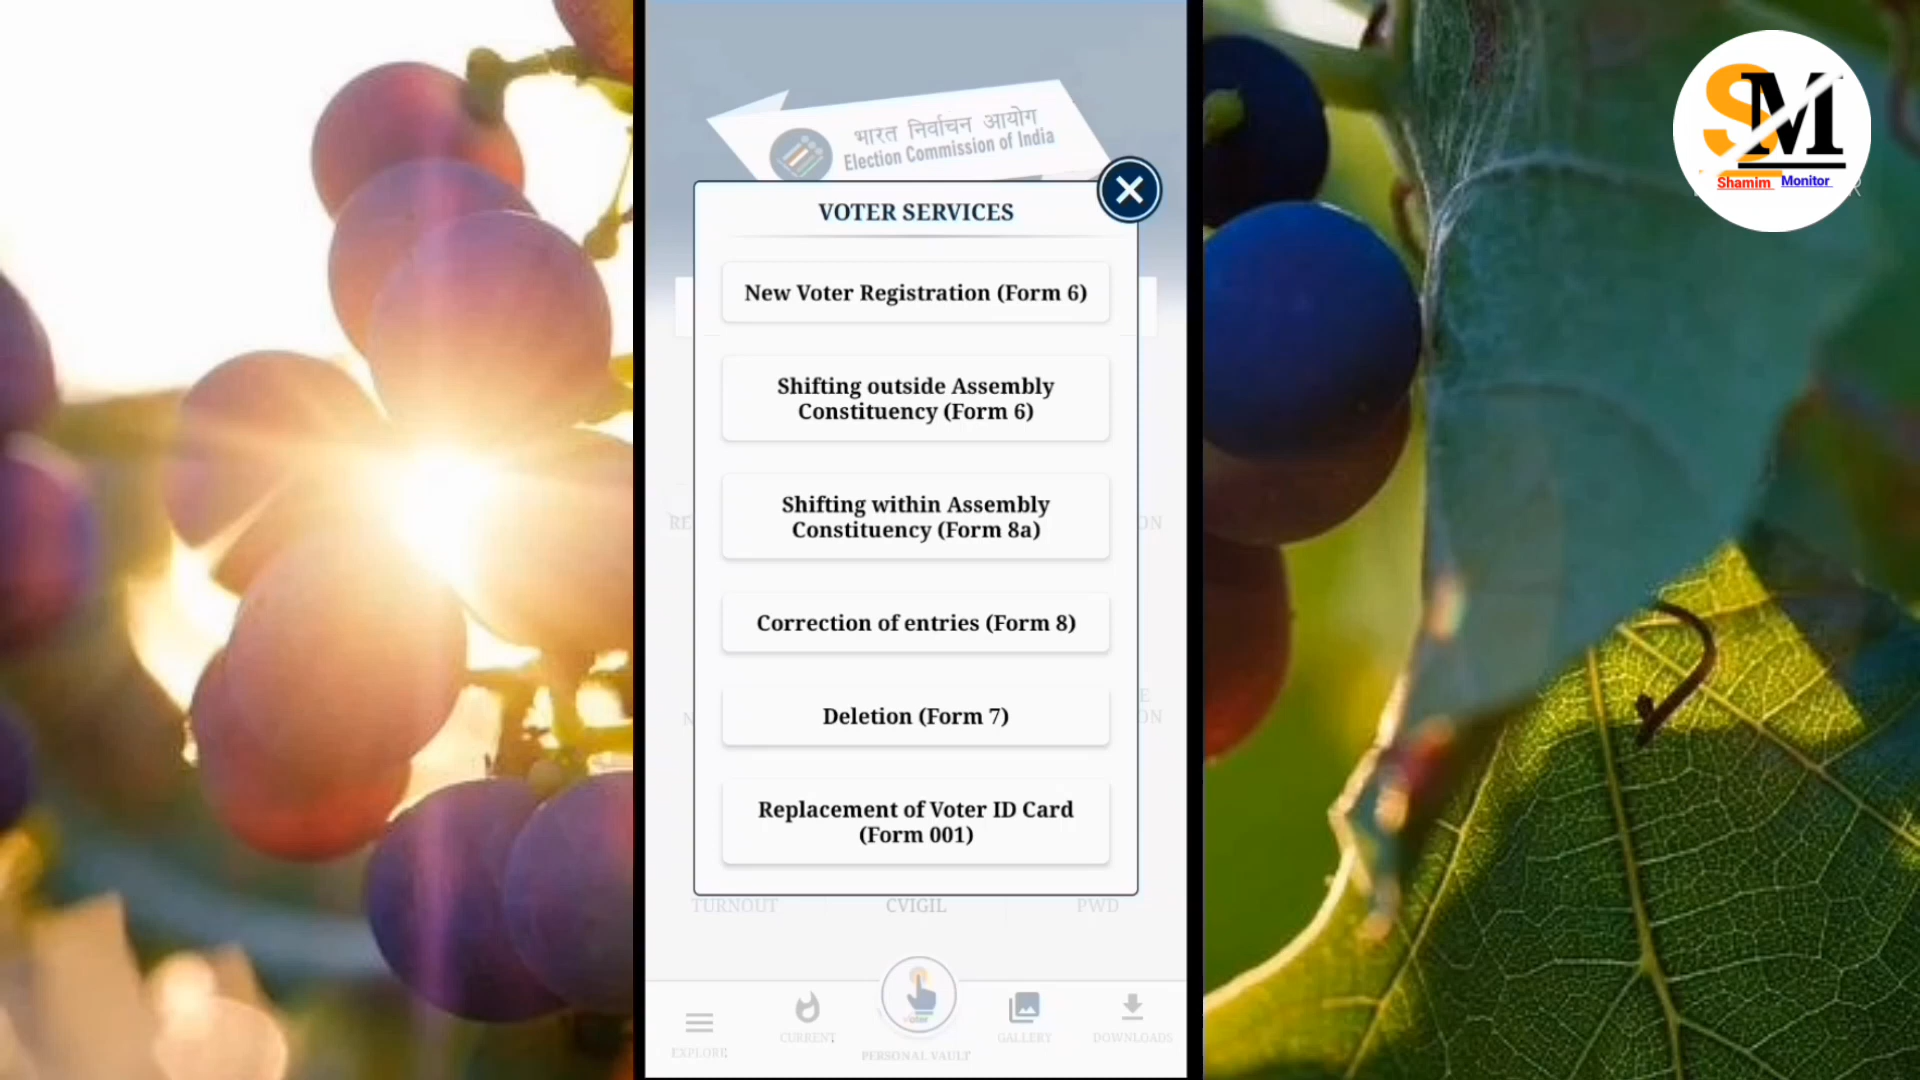 SM
Shamim Monitor
भारत निर्वाचन आयोग
Election Commission of India
VOTER SERVICES
New Voter Registration (Form 6)
Shifting outside Assembly
Constituency (Form 6)
Shifting within Assembly
Constituency (Form 8a)
Correction of entries (Form 8)
Deletion (Form 7)
Replacement of Voter ID Card
(Form 001)
TURNOUT CVIGIL PWD
EXPLORE CURRENT PERSONAL VAULT GALLERY DOWNLOADS